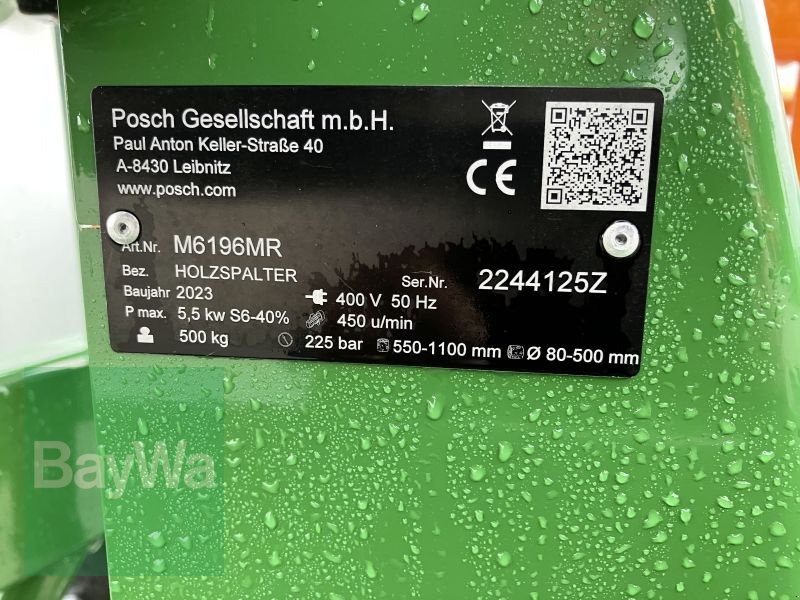 Posch Gesellschaft m.b.H.
Paul Anton Keller-Straße 40
A-8430 Leibnitz
www.posch.com
CE
Art.Nr. M6196MR
Bez. HOLZSPALTER
Ser.Nr. 2244125Z
Baujahr 2023
400 V 50 Hz
P max. 5,5 kw S6-40%
450 u/min
500 kg
225 bar
550-1100 mm
Ø 80-500 mm
BayWa